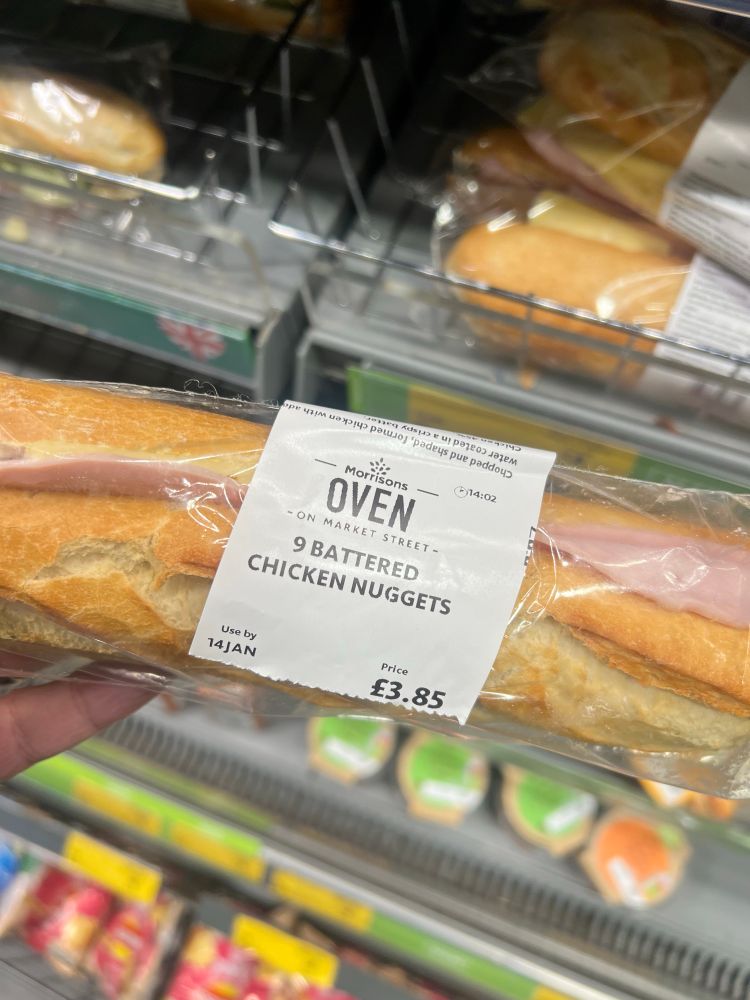 Chopped and shaped, formed chicken with added
water coated in a crispy batter.
Morrisons
OVEN
14:02
- ON MARKET STREET -
9 BATTERED
CHICKEN NUGGETS
Use by
14JAN
Price
£3.85